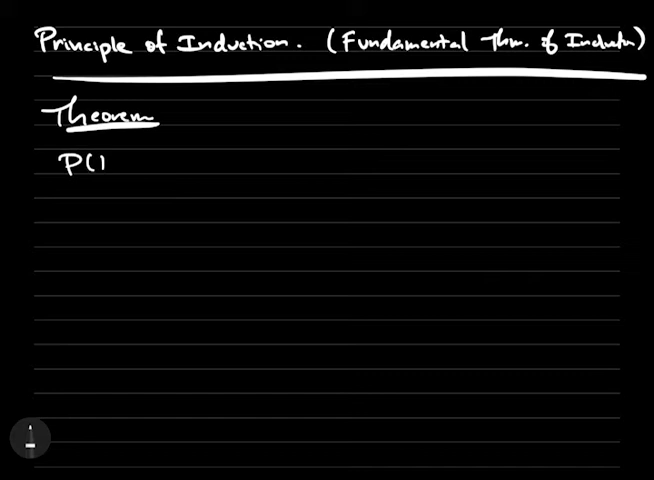 Principle of Induction. (Fundamental Thm. of Inductn)
Theorem
P(1